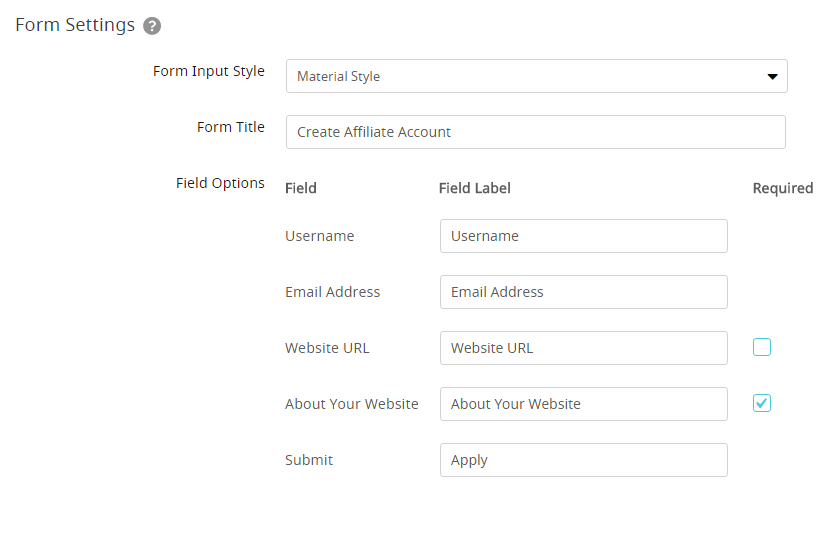 Form Settings ?
Form Input Style Material Style
Form Title Create Affiliate Account
Field Options Field Field Label Required
Username Username
Email Address Email Address
Website URL Website URL
About Your Website About Your Website
Submit Apply